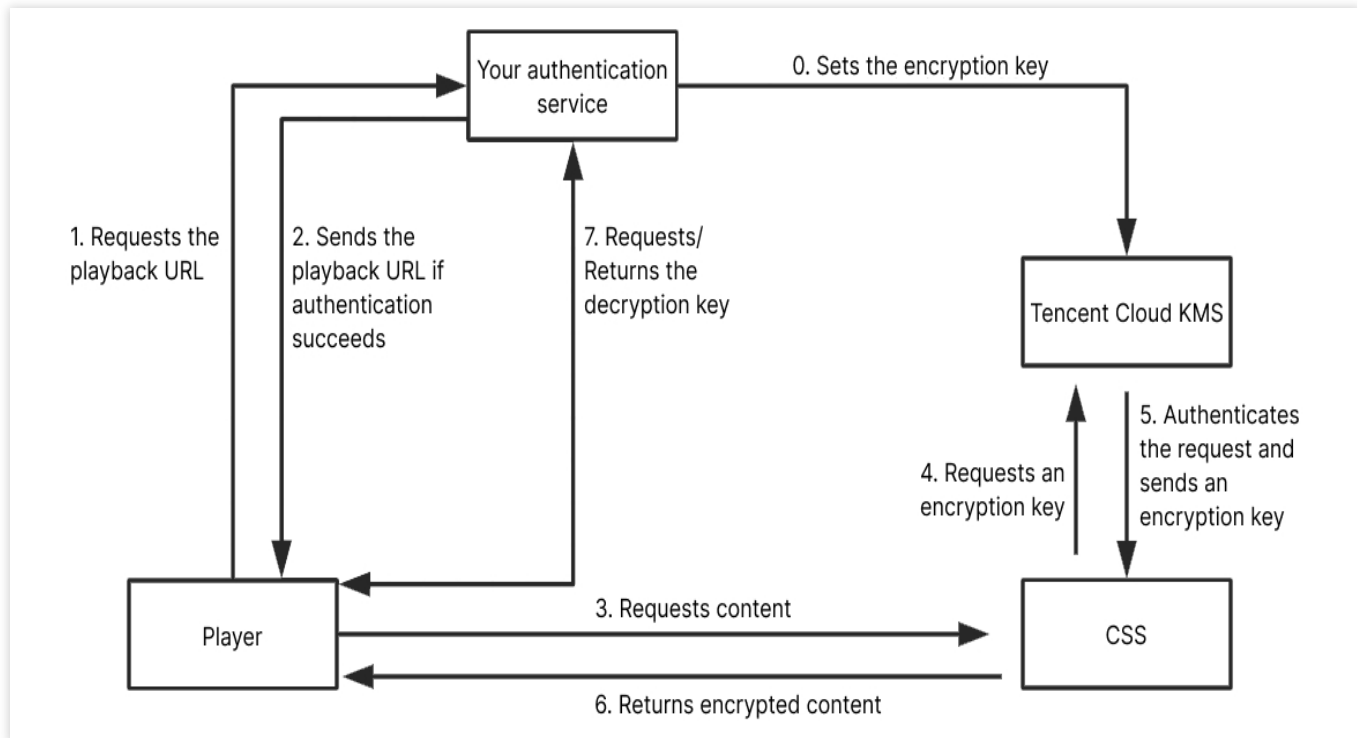 Your authentication
service
0. Sets the encryption key
1. Requests the
playback URL
2. Sends the
playback URL if
authentication
succeeds
7. Requests/
Returns the
decryption key
Tencent Cloud KMS
4. Requests an
encryption key
5. Authenticates
the request and
sends an
encryption key
Player
3. Requests content
CSS
6. Returns encrypted content